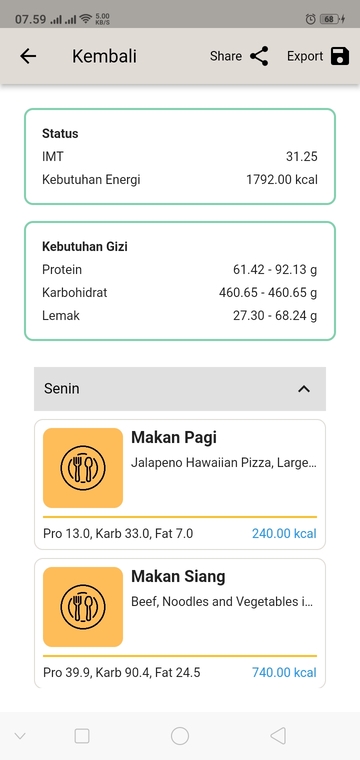 07.59 5.00 KB/S 68
Kembali Share Export
Status
IMT 31.25
Kebutuhan Energi 1792.00 kcal
Kebutuhan Gizi
Protein 61.42 - 92.13 g
Karbohidrat 460.65 - 460.65 g
Lemak 27.30 - 68.24 g
Senin
Makan Pagi
Jalapeno Hawaiian Pizza, Large...
Pro 13.0, Karb 33.0, Fat 7.0 240.00 kcal
Makan Siang
Beef, Noodles and Vegetables i...
Pro 39.9, Karb 90.4, Fat 24.5 740.00 kcal